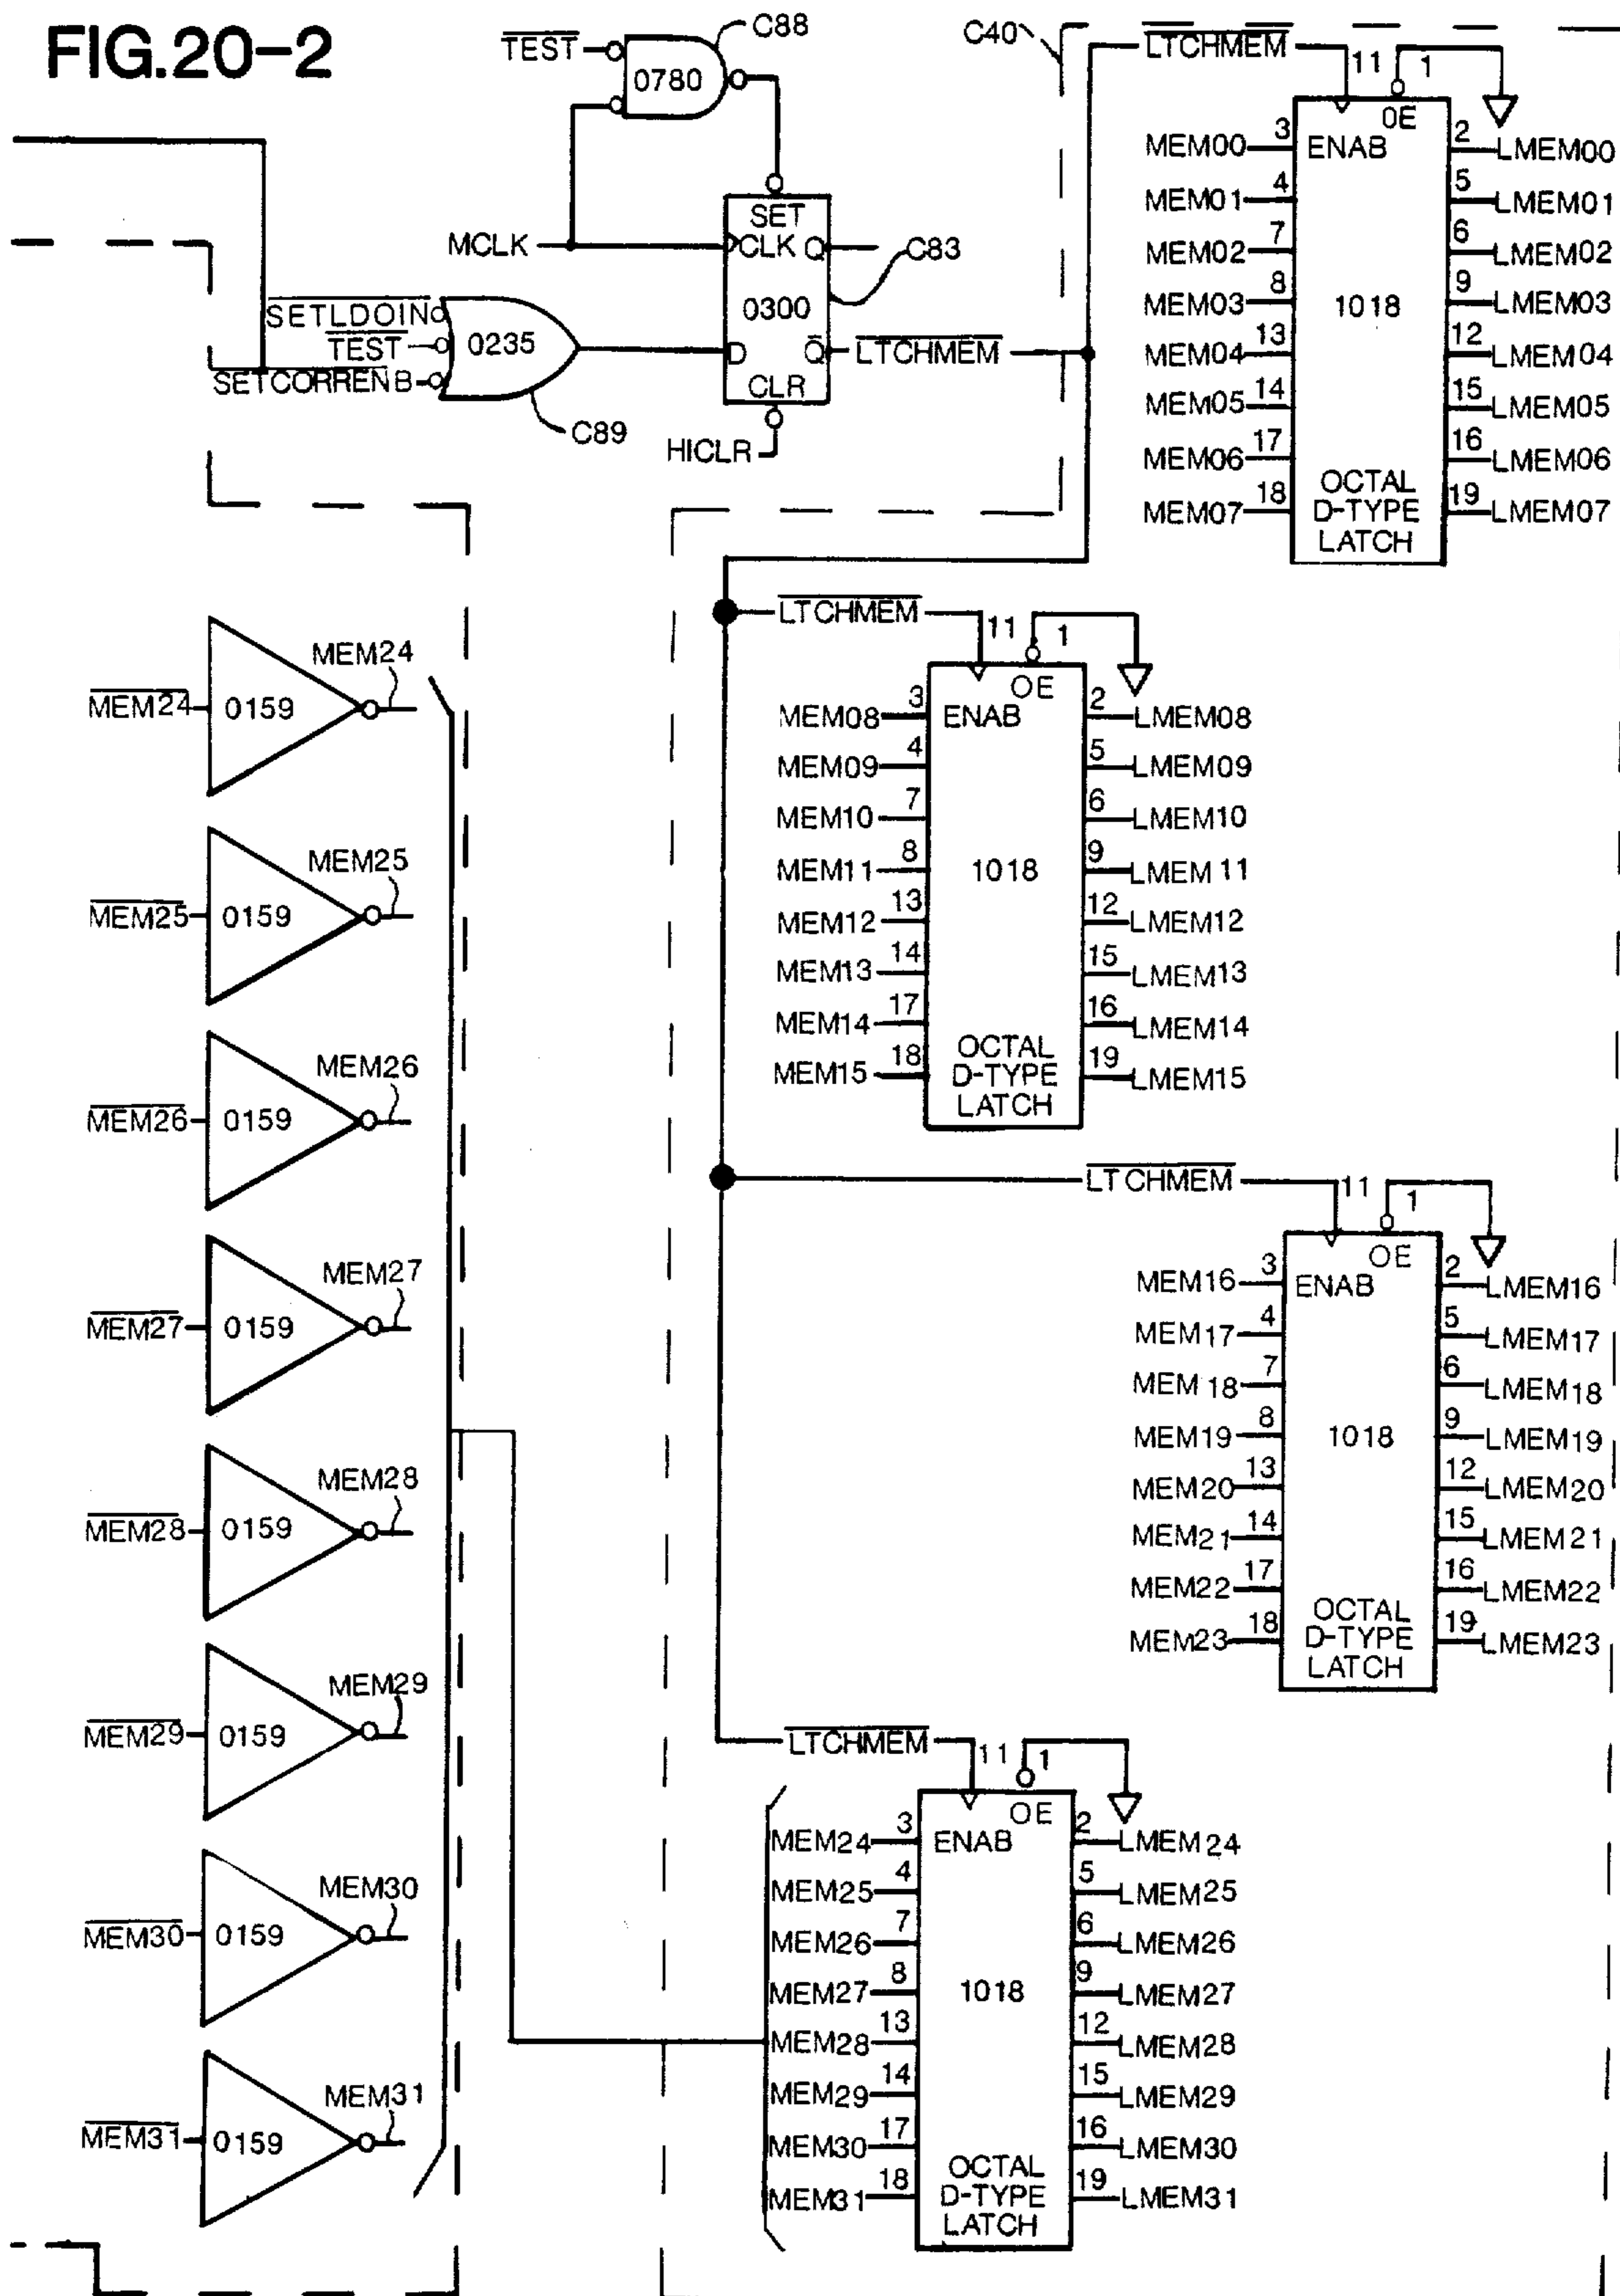 FIG.20-2
TEST
0780
C88
MCLK
SET
CLK Q
0300
D Q
CLR
C83
SETLDOIN
TEST
SETCORRENB
0235
C89
HICLR
LTCHMEM
C40
LTCHMEM
11 1
OE
MEM00 3 ENAB 2 LMEM00
MEM01 4 5 LMEM01
MEM02 7 6 LMEM02
MEM03 8 1018 9 LMEM03
MEM04 13 12 LMEM04
MEM05 14 15 LMEM05
MEM06 17 16 LMEM06
MEM07 18 19 LMEM07
OCTAL
D-TYPE
LATCH
MEM24 0159 MEM24
MEM25 0159 MEM25
MEM26 0159 MEM26
MEM27 0159 MEM27
MEM28 0159 MEM28
MEM29 0159 MEM29
MEM30 0159 MEM30
MEM31 0159 MEM31
LTCHMEM
11 1
OE
MEM08 3 ENAB 2 LMEM08
MEM09 4 5 LMEM09
MEM10 7 6 LMEM10
MEM11 8 1018 9 LMEM11
MEM12 13 12 LMEM12
MEM13 14 15 LMEM13
MEM14 17 16 LMEM14
MEM15 18 19 LMEM15
OCTAL
D-TYPE
LATCH
LTCHMEM
11 1
OE
MEM16 3 ENAB 2 LMEM16
MEM17 4 5 LMEM17
MEM18 7 6 LMEM18
MEM19 8 1018 9 LMEM19
MEM20 13 12 LMEM20
MEM21 14 15 LMEM21
MEM22 17 16 LMEM22
MEM23 18 19 LMEM23
OCTAL
D-TYPE
LATCH
LTCHMEM
11 1
OE
MEM24 3 ENAB 2 LMEM24
MEM25 4 5 LMEM25
MEM26 7 6 LMEM26
MEM27 8 1018 9 LMEM27
MEM28 13 12 LMEM28
MEM29 14 15 LMEM29
MEM30 17 16 LMEM30
MEM31 18 19 LMEM31
OCTAL
D-TYPE
LATCH